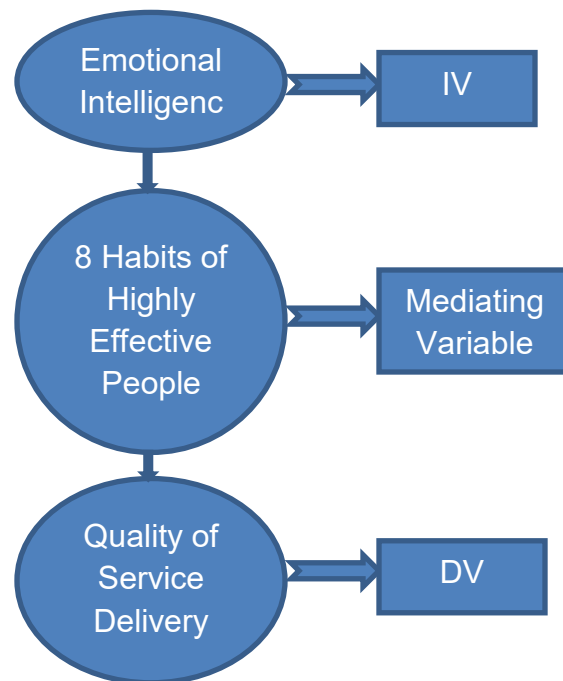 Emotional
Intelligenc
IV
8 Habits of
Highly
Effective
People
Mediating
Variable
Quality of
Service
Delivery
DV